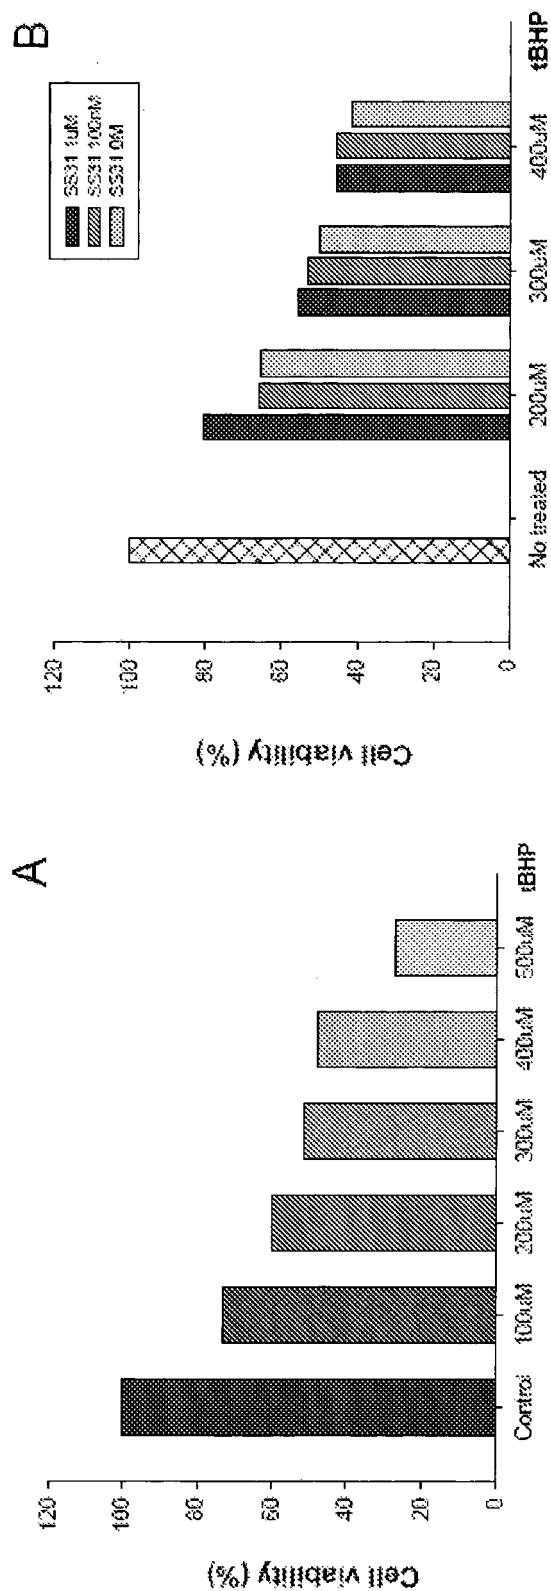 A
Cell viability (%)
120
100
80
60
40
20
0
Control
100uM
200uM
300uM
400uM
500uM
tBHP
B
Cell viability (%)
120
100
80
60
40
20
0
SS31 1uM
SS31 100nM
SS31 0M
No treated
200uM
300uM
400uM
tBHP